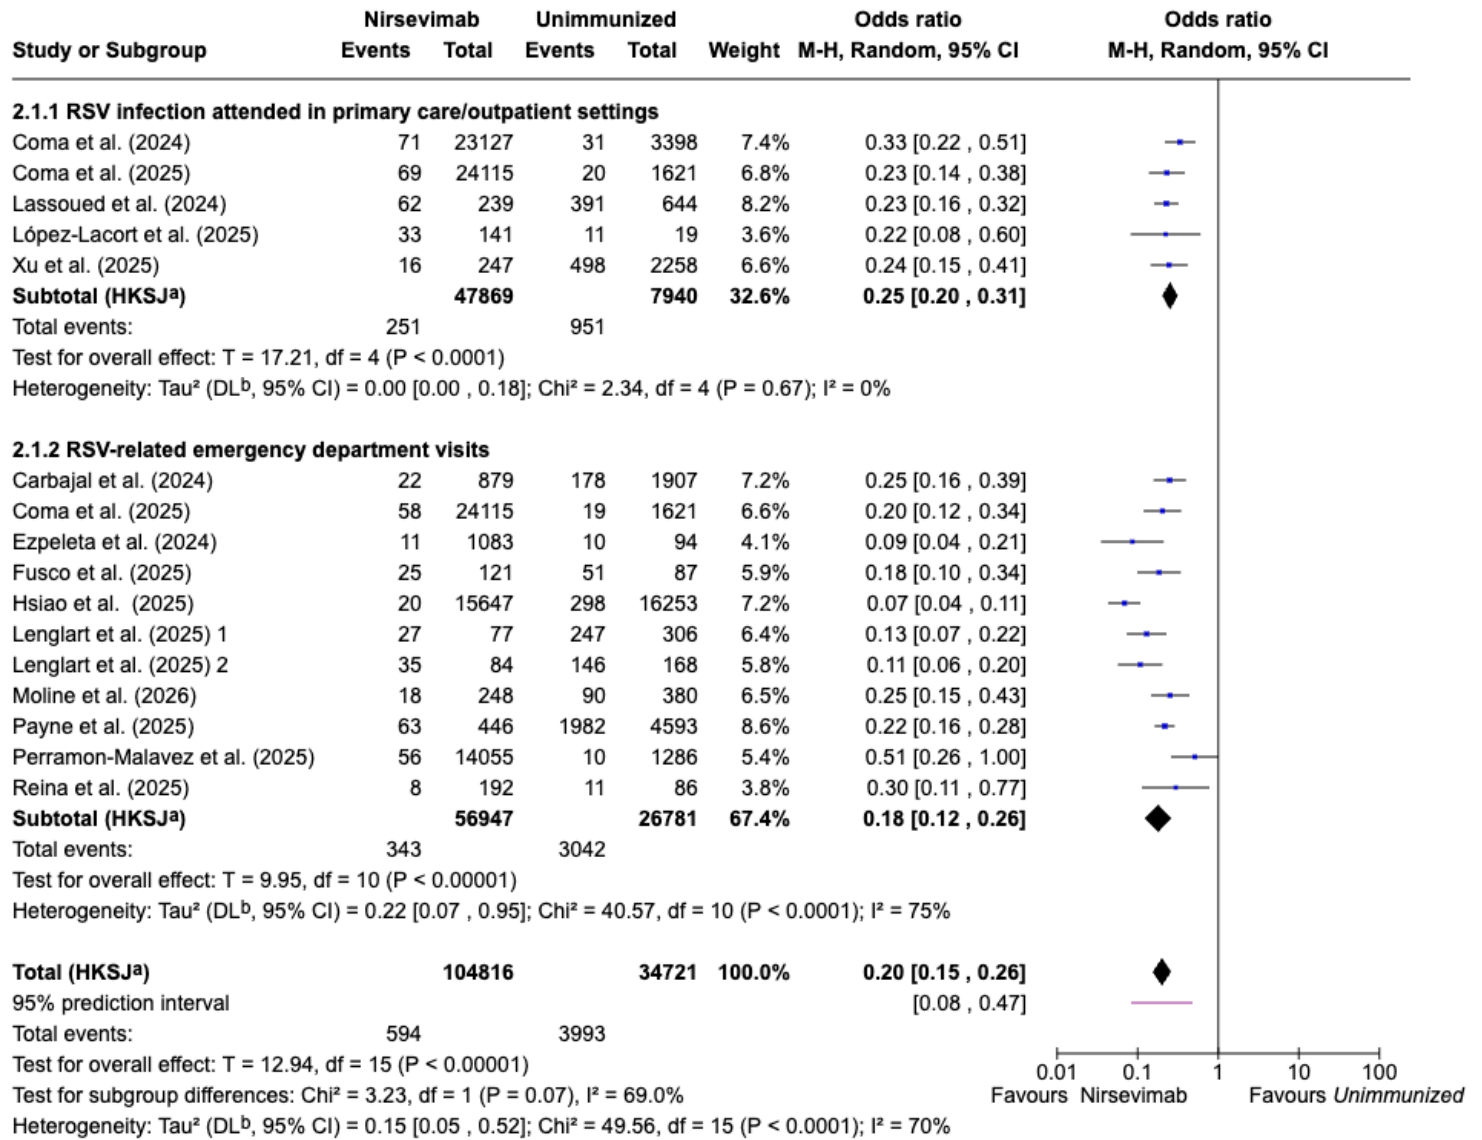 Nirsevimab Unimmunized Odds ratio Odds ratio
Study or Subgroup Events Total Events Total Weight M-H, Random, 95% CI M-H, Random, 95% CI
2.1.1 RSV infection attended in primary care/outpatient settings
Coma et al. (2024) 71 23127 31 3398 7.4% 0.33 [0.22 , 0.51]
Coma et al. (2025) 69 24115 20 1621 6.8% 0.23 [0.14 , 0.38]
Lassoued et al. (2024) 62 239 391 644 8.2% 0.23 [0.16 , 0.32]
López-Lacort et al. (2025) 33 141 11 19 3.6% 0.22 [0.08 , 0.60]
Xu et al. (2025) 16 247 498 2258 6.6% 0.24 [0.15 , 0.41]
Subtotal (HKSJᵃ) 47869 7940 32.6% 0.25 [0.20 , 0.31]
Total events: 251 951
Test for overall effect: T = 17.21, df = 4 (P < 0.0001)
Heterogeneity: Tau² (DLᵇ, 95% CI) = 0.00 [0.00 , 0.18]; Chi² = 2.34, df = 4 (P = 0.67); I² = 0%
2.1.2 RSV-related emergency department visits
Carbajal et al. (2024) 22 879 178 1907 7.2% 0.25 [0.16 , 0.39]
Coma et al. (2025) 58 24115 19 1621 6.6% 0.20 [0.12 , 0.34]
Ezpeleta et al. (2024) 11 1083 10 94 4.1% 0.09 [0.04 , 0.21]
Fusco et al. (2025) 25 121 51 87 5.9% 0.18 [0.10 , 0.34]
Hsiao et al. (2025) 20 15647 298 16253 7.2% 0.07 [0.04 , 0.11]
Lenglart et al. (2025) 1 27 77 247 306 6.4% 0.13 [0.07 , 0.22]
Lenglart et al. (2025) 2 35 84 146 168 5.8% 0.11 [0.06 , 0.20]
Moline et al. (2026) 18 248 90 380 6.5% 0.25 [0.15 , 0.43]
Payne et al. (2025) 63 446 1982 4593 8.6% 0.22 [0.16 , 0.28]
Perramon-Malavez et al. (2025) 56 14055 10 1286 5.4% 0.51 [0.26 , 1.00]
Reina et al. (2025) 8 192 11 86 3.8% 0.30 [0.11 , 0.77]
Subtotal (HKSJᵃ) 56947 26781 67.4% 0.18 [0.12 , 0.26]
Total events: 343 3042
Test for overall effect: T = 9.95, df = 10 (P < 0.00001)
Heterogeneity: Tau² (DLᵇ, 95% CI) = 0.22 [0.07 , 0.95]; Chi² = 40.57, df = 10 (P < 0.0001); I² = 75%
Total (HKSJᵃ) 104816 34721 100.0% 0.20 [0.15 , 0.26]
95% prediction interval [0.08 , 0.47]
Total events: 594 3993
Test for overall effect: T = 12.94, df = 15 (P < 0.00001)
0.01 0.1 1 10 100
Test for subgroup differences: Chi² = 3.23, df = 1 (P = 0.07), I² = 69.0%
Favours Nirsevimab Favours Unimmunized
Heterogeneity: Tau² (DLᵇ, 95% CI) = 0.15 [0.05 , 0.52]; Chi² = 49.56, df = 15 (P < 0.0001); I² = 70%